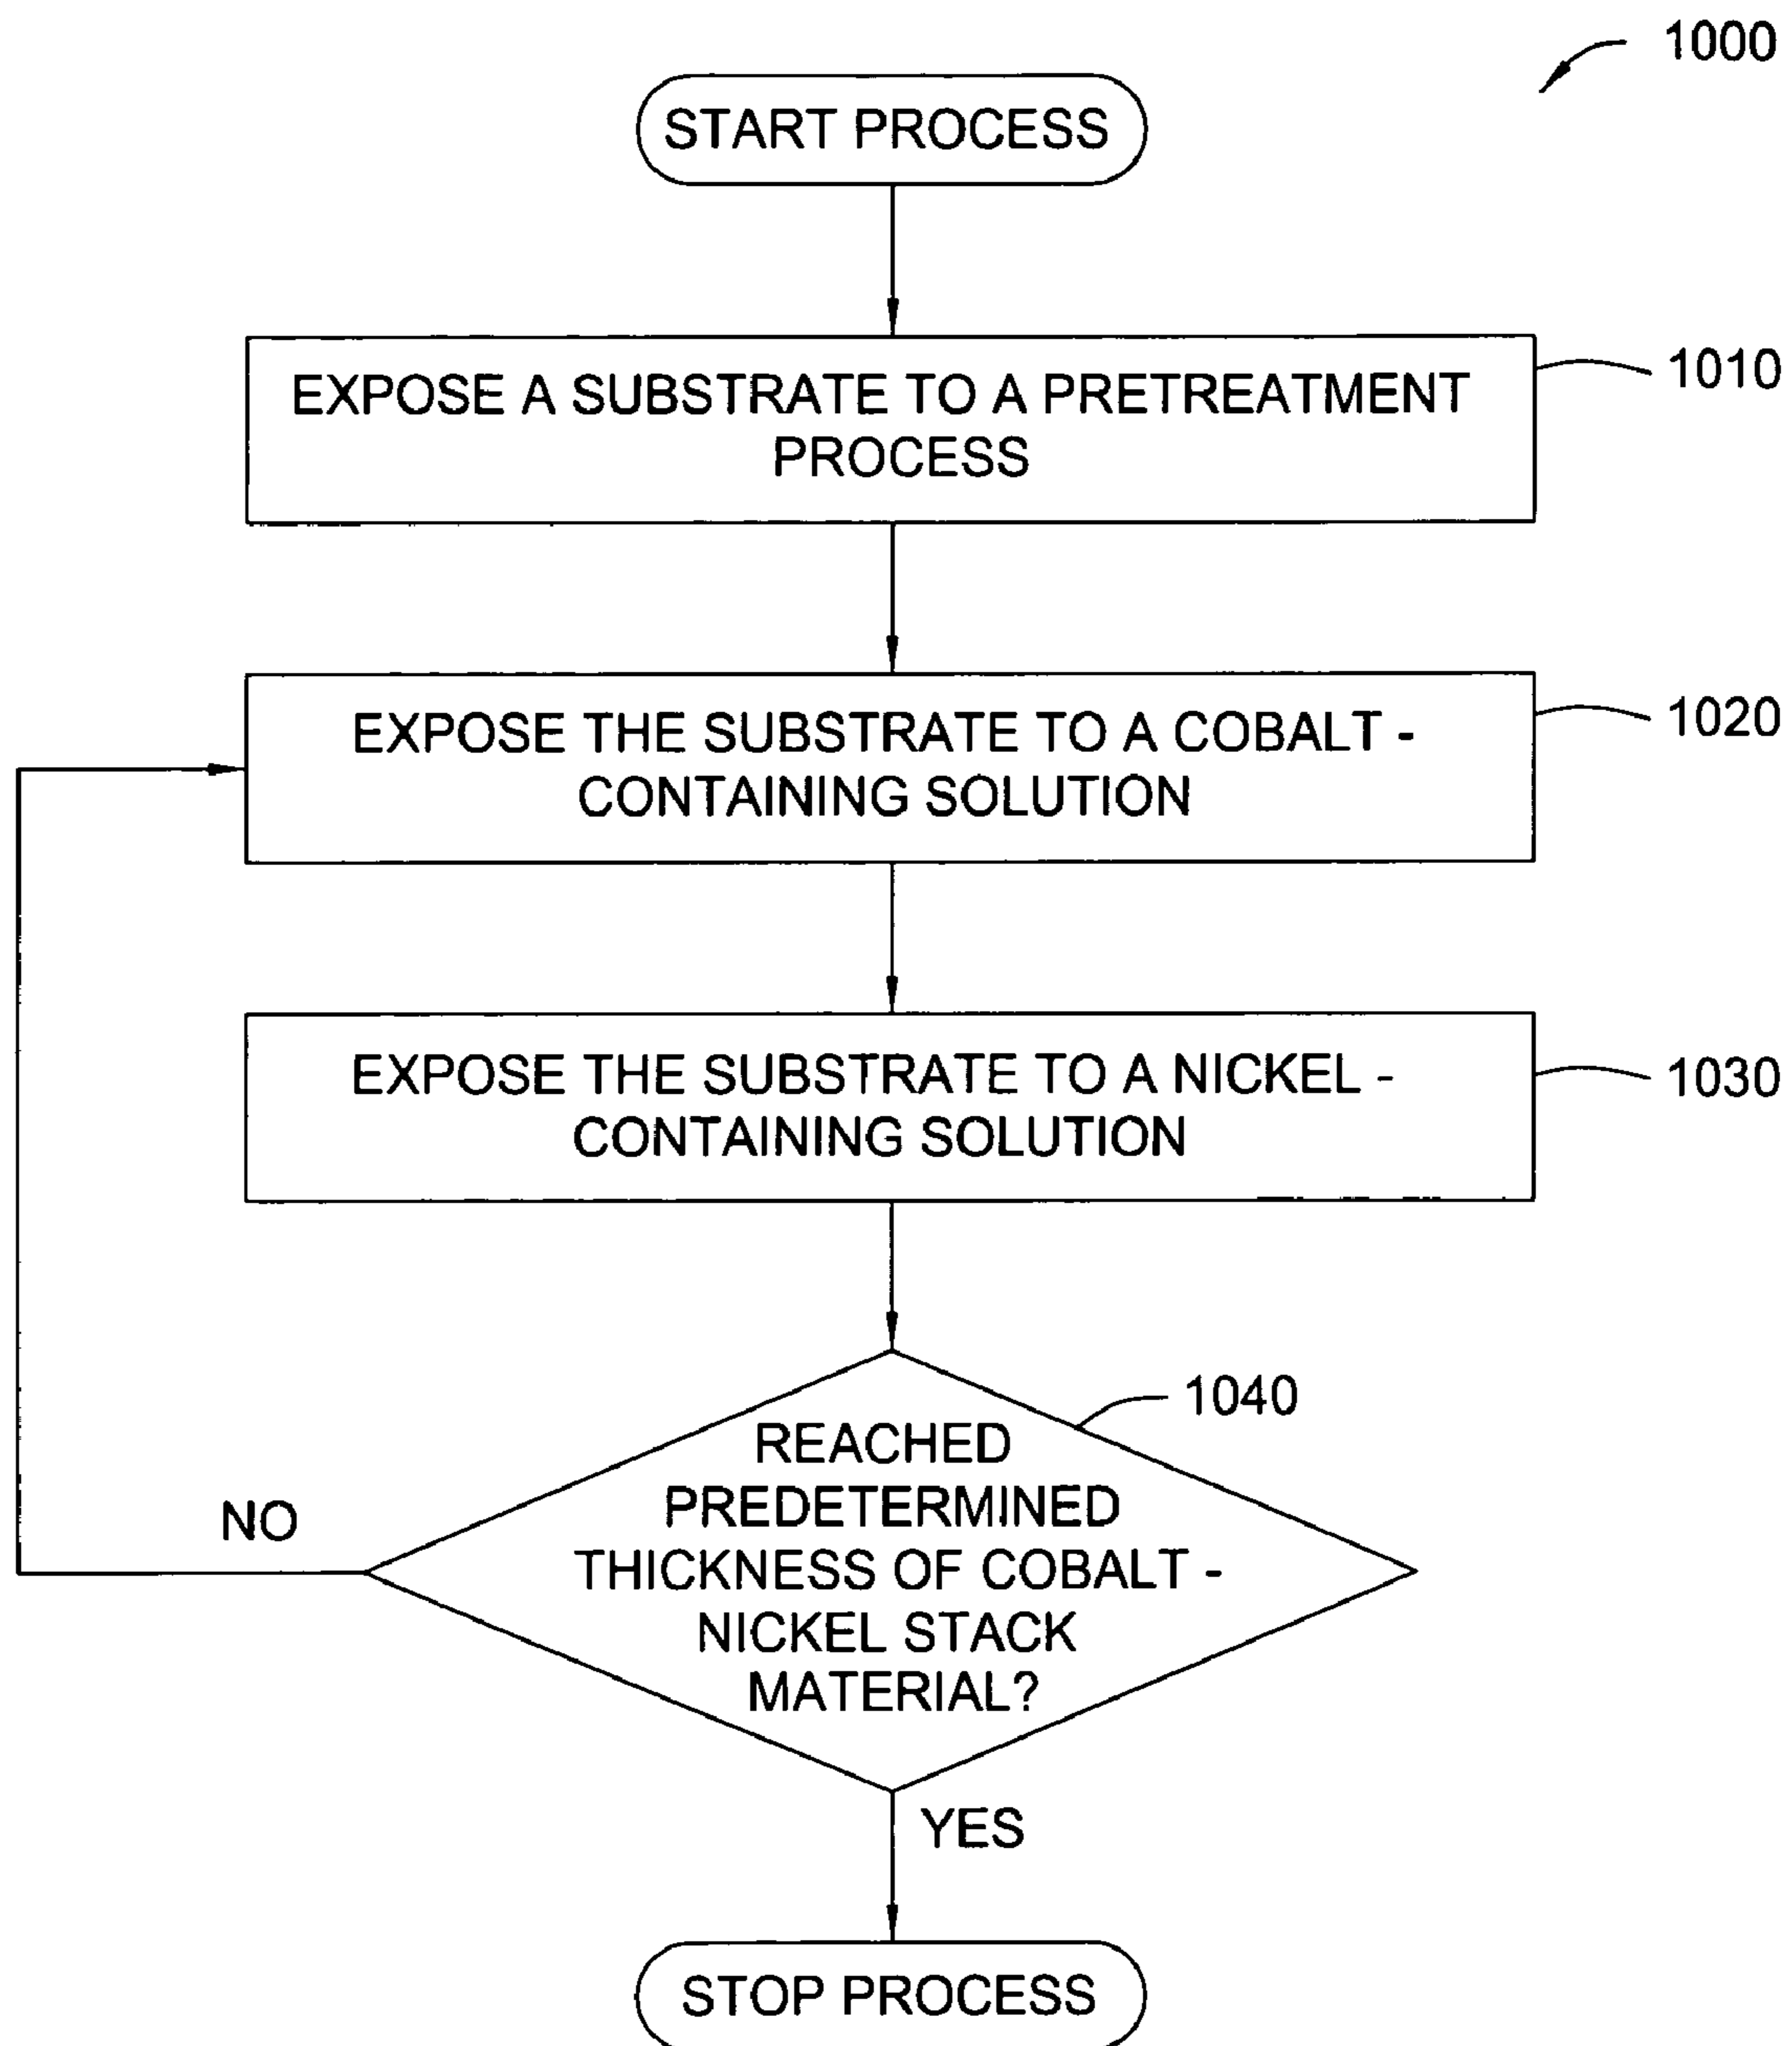 1000
START PROCESS
1010
EXPOSE A SUBSTRATE TO A PRETREATMENT
PROCESS
1020
EXPOSE THE SUBSTRATE TO A COBALT -
CONTAINING SOLUTION
1030
EXPOSE THE SUBSTRATE TO A NICKEL -
CONTAINING SOLUTION
1040
REACHED
PREDETERMINED
THICKNESS OF COBALT -
NICKEL STACK
MATERIAL?
NO
YES
STOP PROCESS